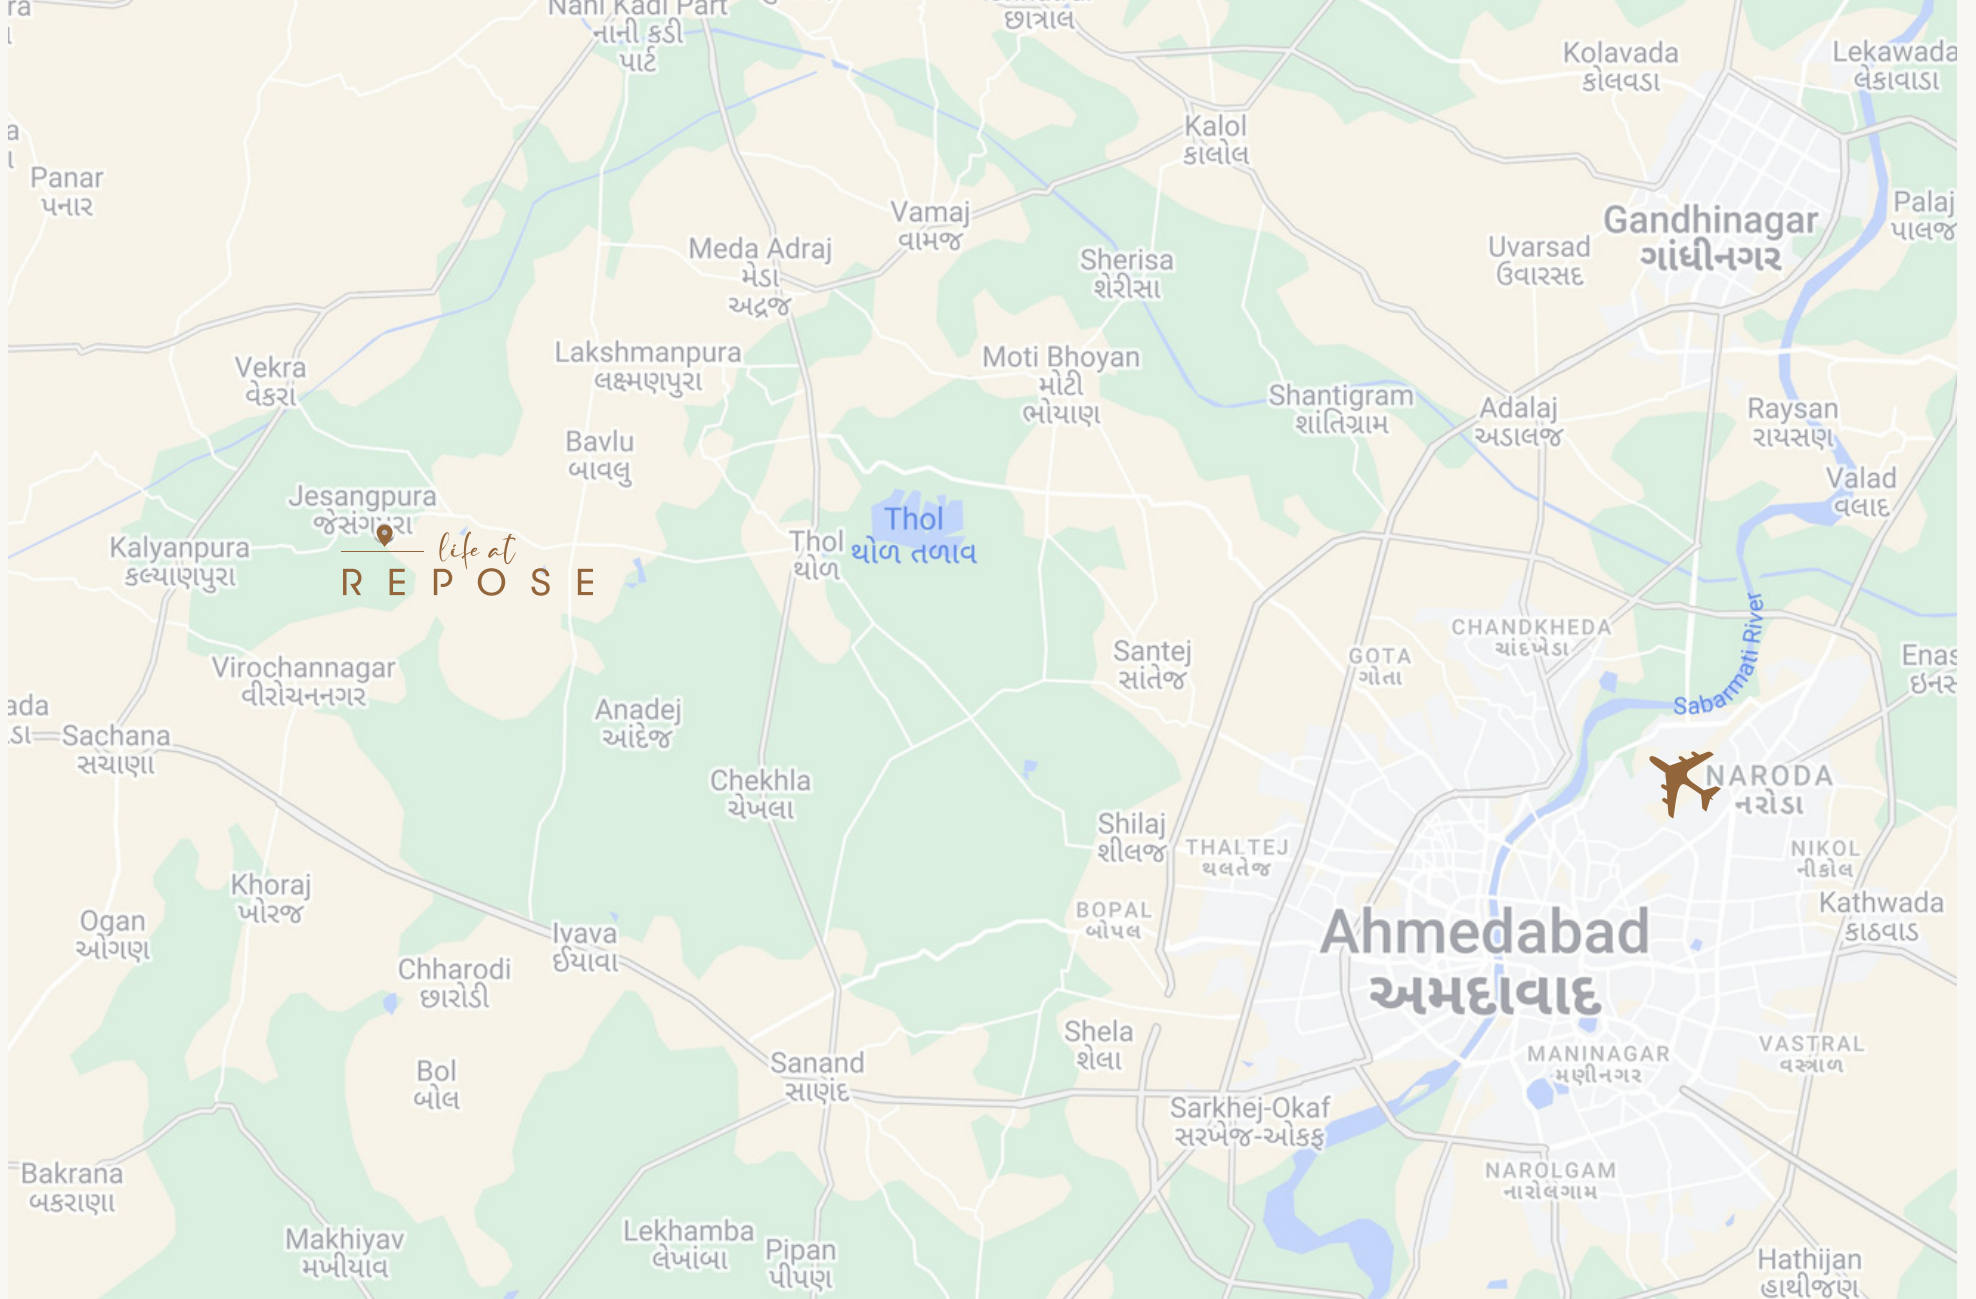 Nani Kadi Part
નાની કડી
પાર્ટ
છાત્રાલ
Kolavada
કોલવડા
Lekawada
લેકાવાડા
Kalol
કાલોલ
Panar
પનાર
Vamaj
વામજ
Gandhinagar
ગાંધીનગર
Palaj
પાલજ
Meda Adraj
મેડા
અદ્રજ
Sherisa
શેરીસા
Uvarsad
ઉવારસદ
Lakshmanpura
લક્ષ્મણપુરા
Moti Bhoyan
મોટી
ભોયાણ
Vekra
વેકરા
Shantigram
શાંતિગ્રામ
Adalaj
અડાલજ
Raysan
રાયસણ
Bavlu
બાવલુ
Valad
વલાદ
Jesangpura
જેસંગપુરા
Thol
થોળ તળાવ
Thol
થોળ
Kalyanpura
કલ્યાણપુરા
life at
REPOSE
Sabarmati River
CHANDKHEDA
ચાંદખેડા
GOTA
ગોતા
Santej
સાંતેજ
Enas
ઇનસ
Virochannagar
વીરોચનનગર
Anadej
આંદેજ
ada
Sachana
સચાણા
Chekhla
ચેખલા
NARODA
નરોડા
Shilaj
શીલજ
THALTEJ
થલતેજ
NIKOL
નીકોલ
Khoraj
ખોરજ
Kathwada
કાઠવાડ
Ogan
ઓગણ
BOPAL
બોપલ
Ahmedabad
અમદાવાદ
Ivava
ઈયાવા
Chharodi
છારોડી
Shela
શેલા
MANINAGAR
મણીનગર
VASTRAL
વસ્ત્રાળ
Bol
બોલ
Sanand
સાણંદ
Sarkhej-Okaf
સરખેજ-ઓકફ
Bakrana
બકરાણા
NAROLGAM
નારોલગામ
Makhiyav
મખીયાવ
Lekhamba
લેખાંબા
Pipan
પીપણ
Hathijan
હાથીજણ